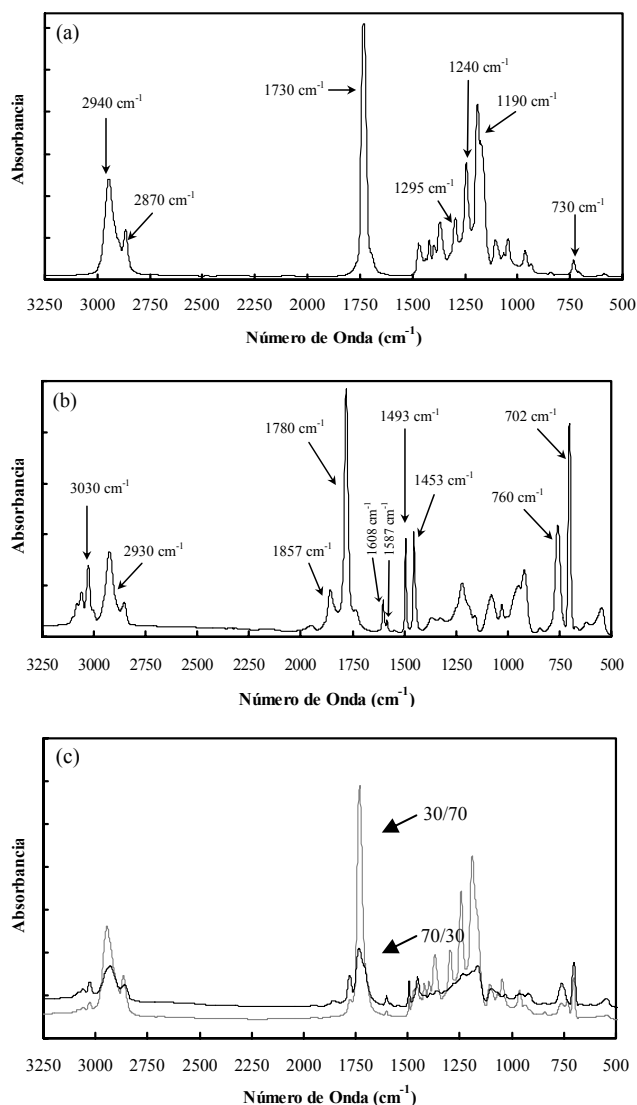 (a)
Absorbancia
2940 cm-1
2870 cm-1
1730 cm-1
1240 cm-1
1190 cm-1
1295 cm-1
730 cm-1
3250 3000 2750 2500 2250 2000 1750 1500 1250 1000 750 500
Número de Onda (cm-1)
(b)
Absorbancia
3030 cm-1
2930 cm-1
1780 cm-1
1857 cm-1
1608 cm-1
1587 cm-1
1493 cm-1
1453 cm-1
702 cm-1
760 cm-1
3250 3000 2750 2500 2250 2000 1750 1500 1250 1000 750 500
Número de Onda (cm-1)
(c)
Absorbancia
30/70
70/30
3250 3000 2750 2500 2250 2000 1750 1500 1250 1000 750 500
Número de Onda (cm-1)